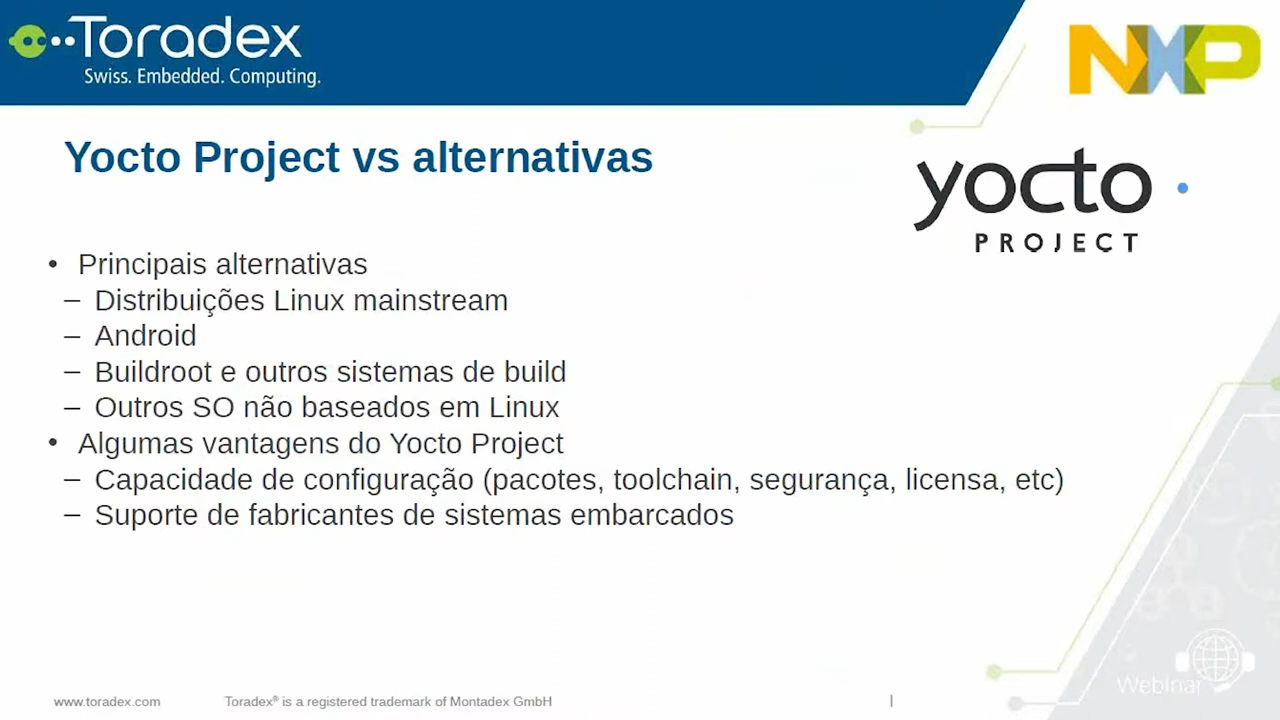 Toradex
Swiss. Embedded. Computing.
NXP
Yocto Project vs alternativas
yocto
PROJECT
• Principais alternativas
– Distribuições Linux mainstream
– Android
– Buildroot e outros sistemas de build
– Outros SO não baseados em Linux
• Algumas vantagens do Yocto Project
– Capacidade de configuração (pacotes, toolchain, segurança, licensa, etc)
– Suporte de fabricantes de sistemas embarcados
Webinar
www.toradex.com
Toradex® is a registered trademark of Montadex GmbH
|